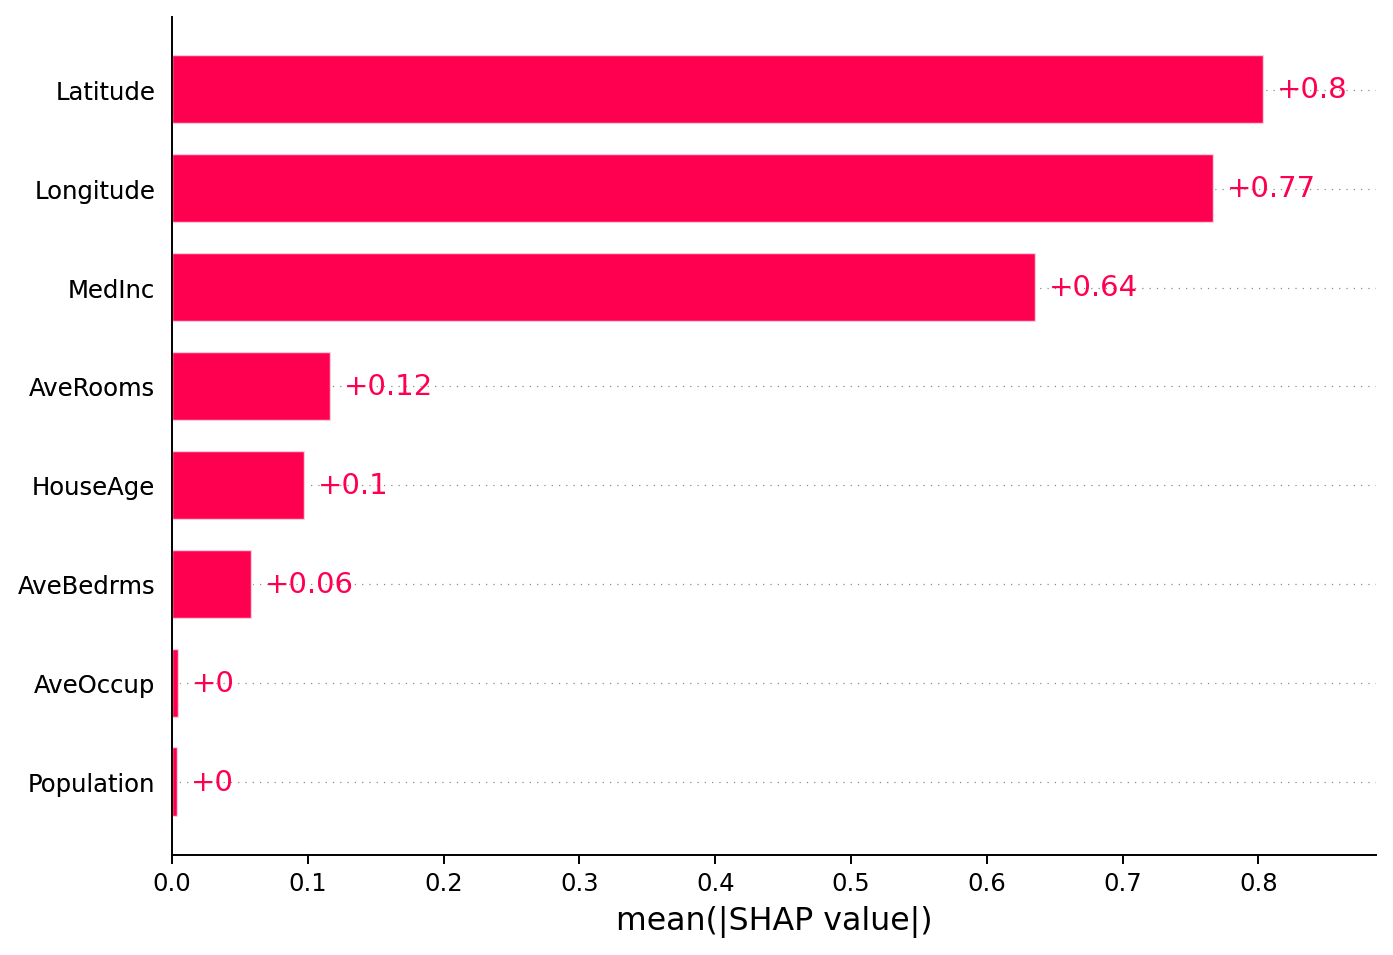 Latitude +0.8
Longitude +0.77
MedInc +0.64
AveRooms +0.12
HouseAge +0.1
AveBedrms +0.06
AveOccup +0
Population +0
0.0 0.1 0.2 0.3 0.4 0.5 0.6 0.7 0.8
mean(|SHAP value|)